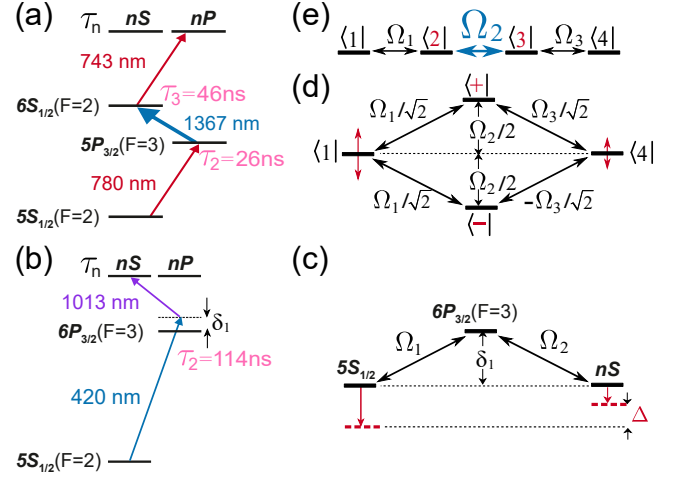 (a)
τn nS nP
743 nm
6S1/2(F=2)
τ3=46ns
1367 nm
5P3/2(F=3)
τ2=26ns
780 nm
5S1/2(F=2)
(b)
τn nS nP
1013 nm
δ1
6P3/2(F=3)
τ2=114ns
420 nm
5S1/2(F=2)
(e)
⟨1| Ω1 ⟨2| Ω2 ⟨3| Ω3 ⟨4|
(d)
⟨+|
Ω1/√2 Ω3/√2
Ω2/2
⟨1| ⟨4|
Ω2/2
Ω1/√2 -Ω3/√2
⟨−|
(c)
6P3/2(F=3)
Ω1 Ω2
5S1/2 δ1 nS
Δ